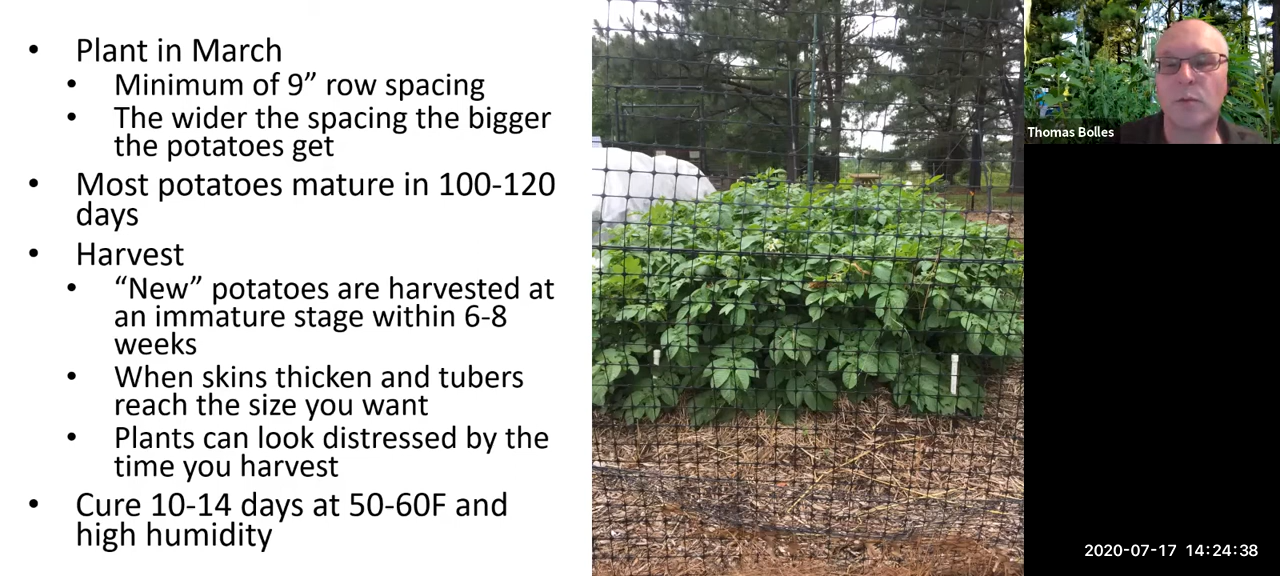 • Plant in March
• Minimum of 9” row spacing
• The wider the spacing the bigger
the potatoes get
• Most potatoes mature in 100-120
days
• Harvest
• “New” potatoes are harvested at
an immature stage within 6-8
weeks
• When skins thicken and tubers
reach the size you want
• Plants can look distressed by the
time you harvest
• Cure 10-14 days at 50-60F and
high humidity
Thomas Bolles
2020-07-17 14:24:38